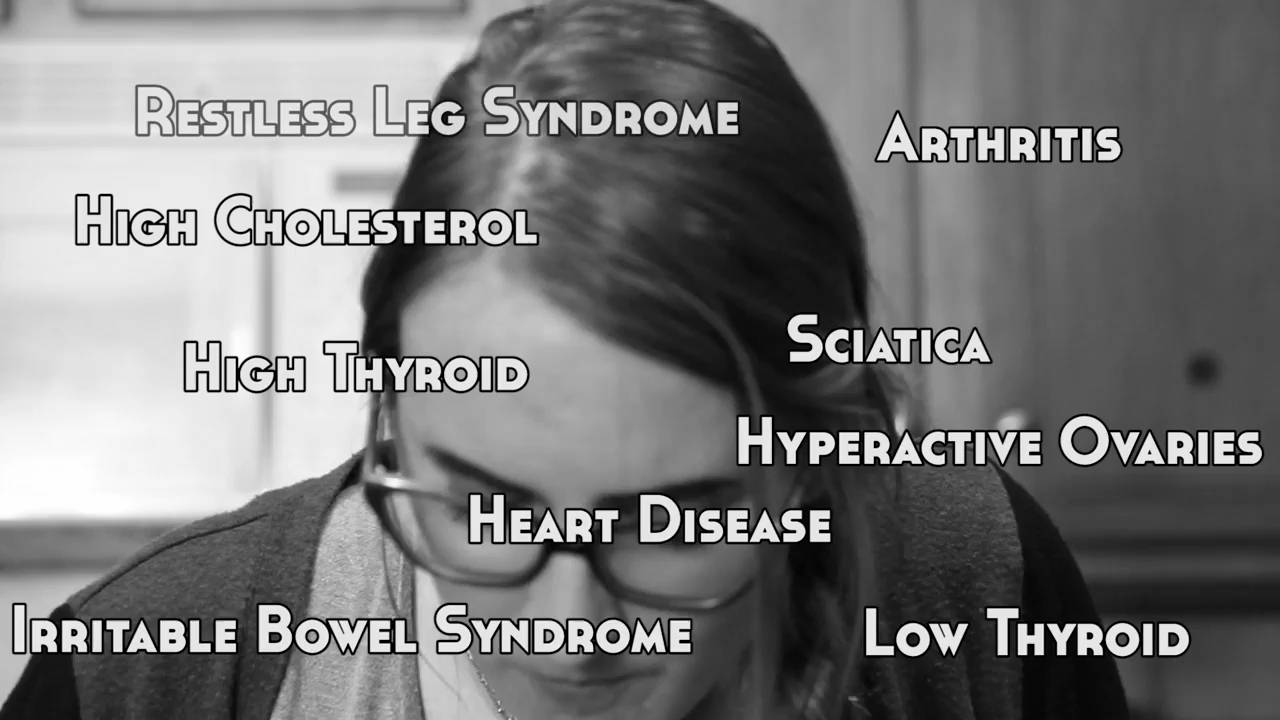 Restless Leg Syndrome
Arthritis
High Cholesterol
Sciatica
High Thyroid
Hyperactive Ovaries
Heart Disease
Irritable Bowel Syndrome
Low Thyroid